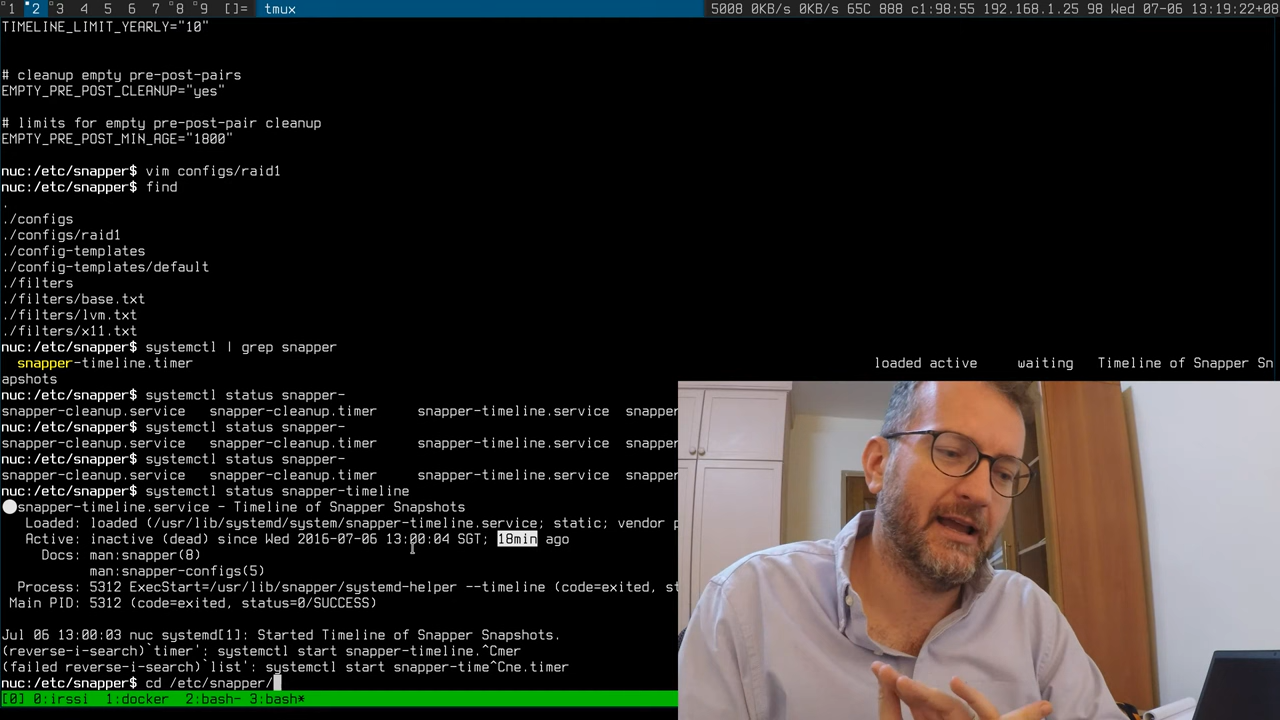 1 2 3 4 5 6 7 8 9 []= tmux 5008 0KB/s 0KB/s 65C 888 c1:98:55 192.168.1.25 98 Wed 07-06 13:19:22+08
TIMELINE_LIMIT_YEARLY="10"
# cleanup empty pre-post-pairs
EMPTY_PRE_POST_CLEANUP="yes"
# limits for empty pre-post-pair cleanup
EMPTY_PRE_POST_MIN_AGE="1800"
nuc:/etc/snapper$ vim configs/raid1
nuc:/etc/snapper$ find
.
./configs
./configs/raid1
./config-templates
./config-templates/default
./filters
./filters/base.txt
./filters/lvm.txt
./filters/x11.txt
nuc:/etc/snapper$ systemctl | grep snapper
snapper-timeline.timer loaded active waiting Timeline of Snapper Sn
apshots
nuc:/etc/snapper$ systemctl status snapper-
snapper-cleanup.service snapper-cleanup.timer snapper-timeline.service snappe
nuc:/etc/snapper$ systemctl status snapper-
snapper-cleanup.service snapper-cleanup.timer snapper-timeline.service snappe
nuc:/etc/snapper$ systemctl status snapper-
snapper-cleanup.service snapper-cleanup.timer snapper-timeline.service snappe
nuc:/etc/snapper$ systemctl status snapper-timeline
snapper-timeline.service - Timeline of Snapper Snapshots
Loaded: loaded (/usr/lib/systemd/system/snapper-timeline.service; static; vendor p
Active: inactive (dead) since Wed 2016-07-06 13:00:04 SGT; 18min ago
Docs: man:snapper(8)
man:snapper-configs(5)
Process: 5312 ExecStart=/usr/lib/snapper/systemd-helper --timeline (code=exited, st
Main PID: 5312 (code=exited, status=0/SUCCESS)
Jul 06 13:00:03 nuc systemd[1]: Started Timeline of Snapper Snapshots.
(reverse-i-search)`timer': systemctl start snapper-timeline.^Cmer
(failed reverse-i-search)`list': systemctl start snapper-time^Cne.timer
nuc:/etc/snapper$ cd /etc/snapper/
[0] 0:irssi 1:docker 2:bash- 3:bash*